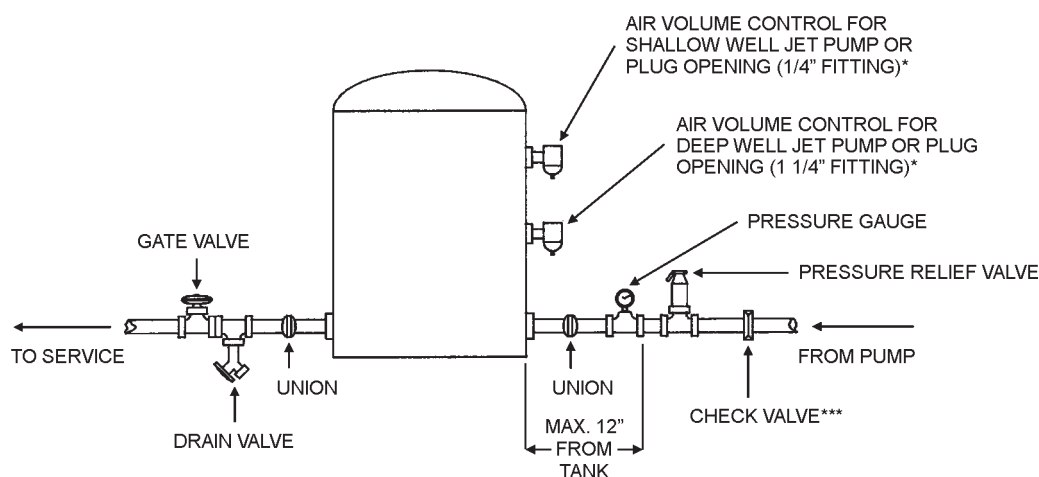 AIR VOLUME CONTROL FOR
SHALLOW WELL JET PUMP OR
PLUG OPENING (1/4” FITTING)*
AIR VOLUME CONTROL FOR
DEEP WELL JET PUMP OR PLUG
OPENING (1 1/4” FITTING)*
PRESSURE GAUGE
GATE VALVE
PRESSURE RELIEF VALVE
TO SERVICE
FROM PUMP
UNION
UNION
CHECK VALVE***
DRAIN VALVE
MAX. 12”
FROM
TANK